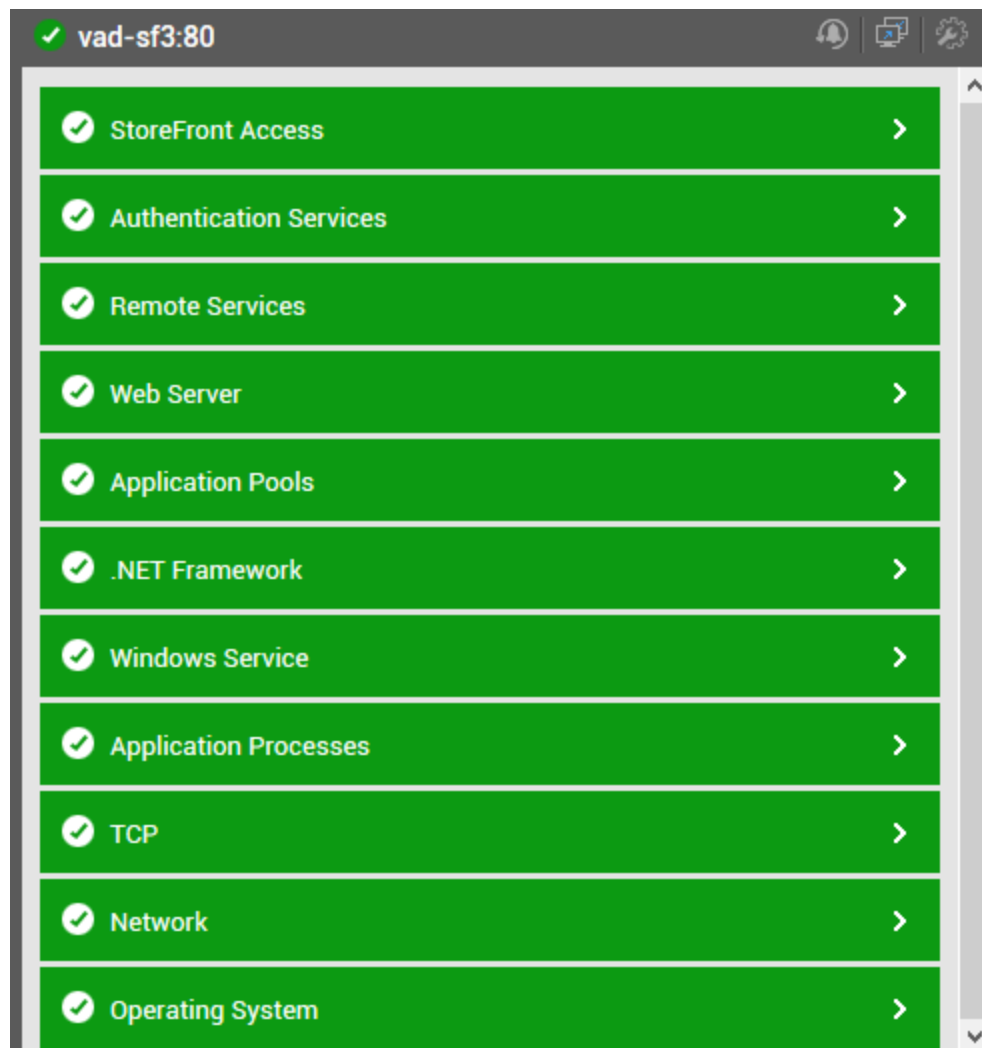 vad-sf3:80
StoreFront Access
Authentication Services
Remote Services
Web Server
Application Pools
.NET Framework
Windows Service
Application Processes
TCP
Network
Operating System